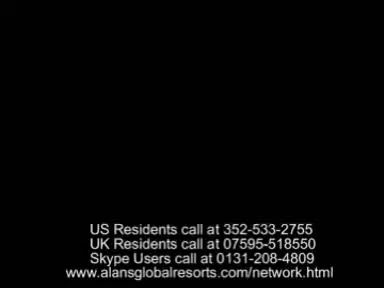 US Residents call at 352-533-2755
UK Residents call at 07595-518550
Skype Users call at 0131-208-4809
www.alansglobalresorts.com/network.html